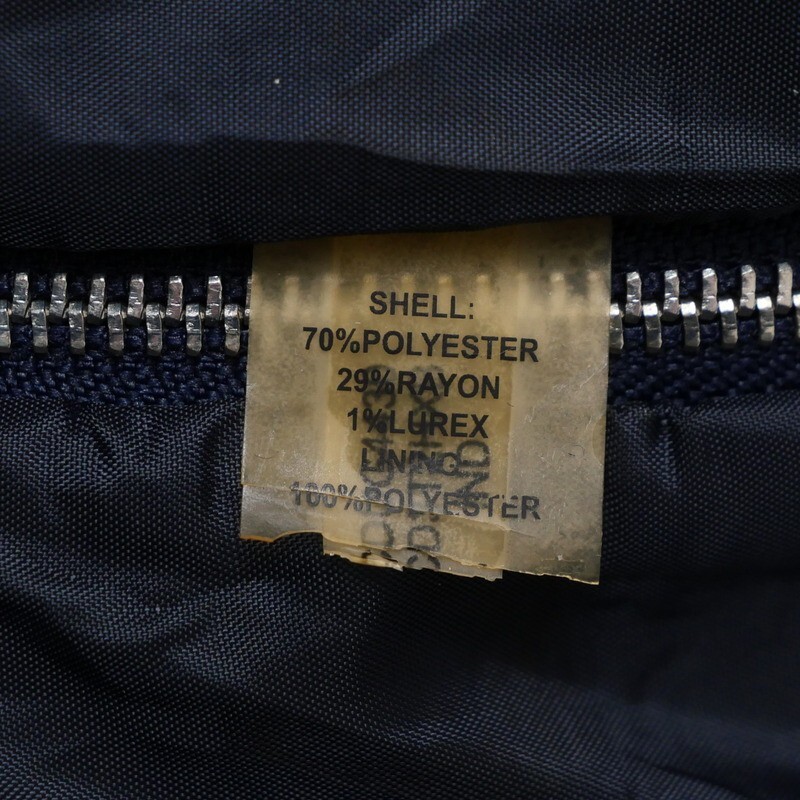 SHELL:
70%POLYESTER
29%RAYON
1%LUREX
LINING
100%POLYESTER